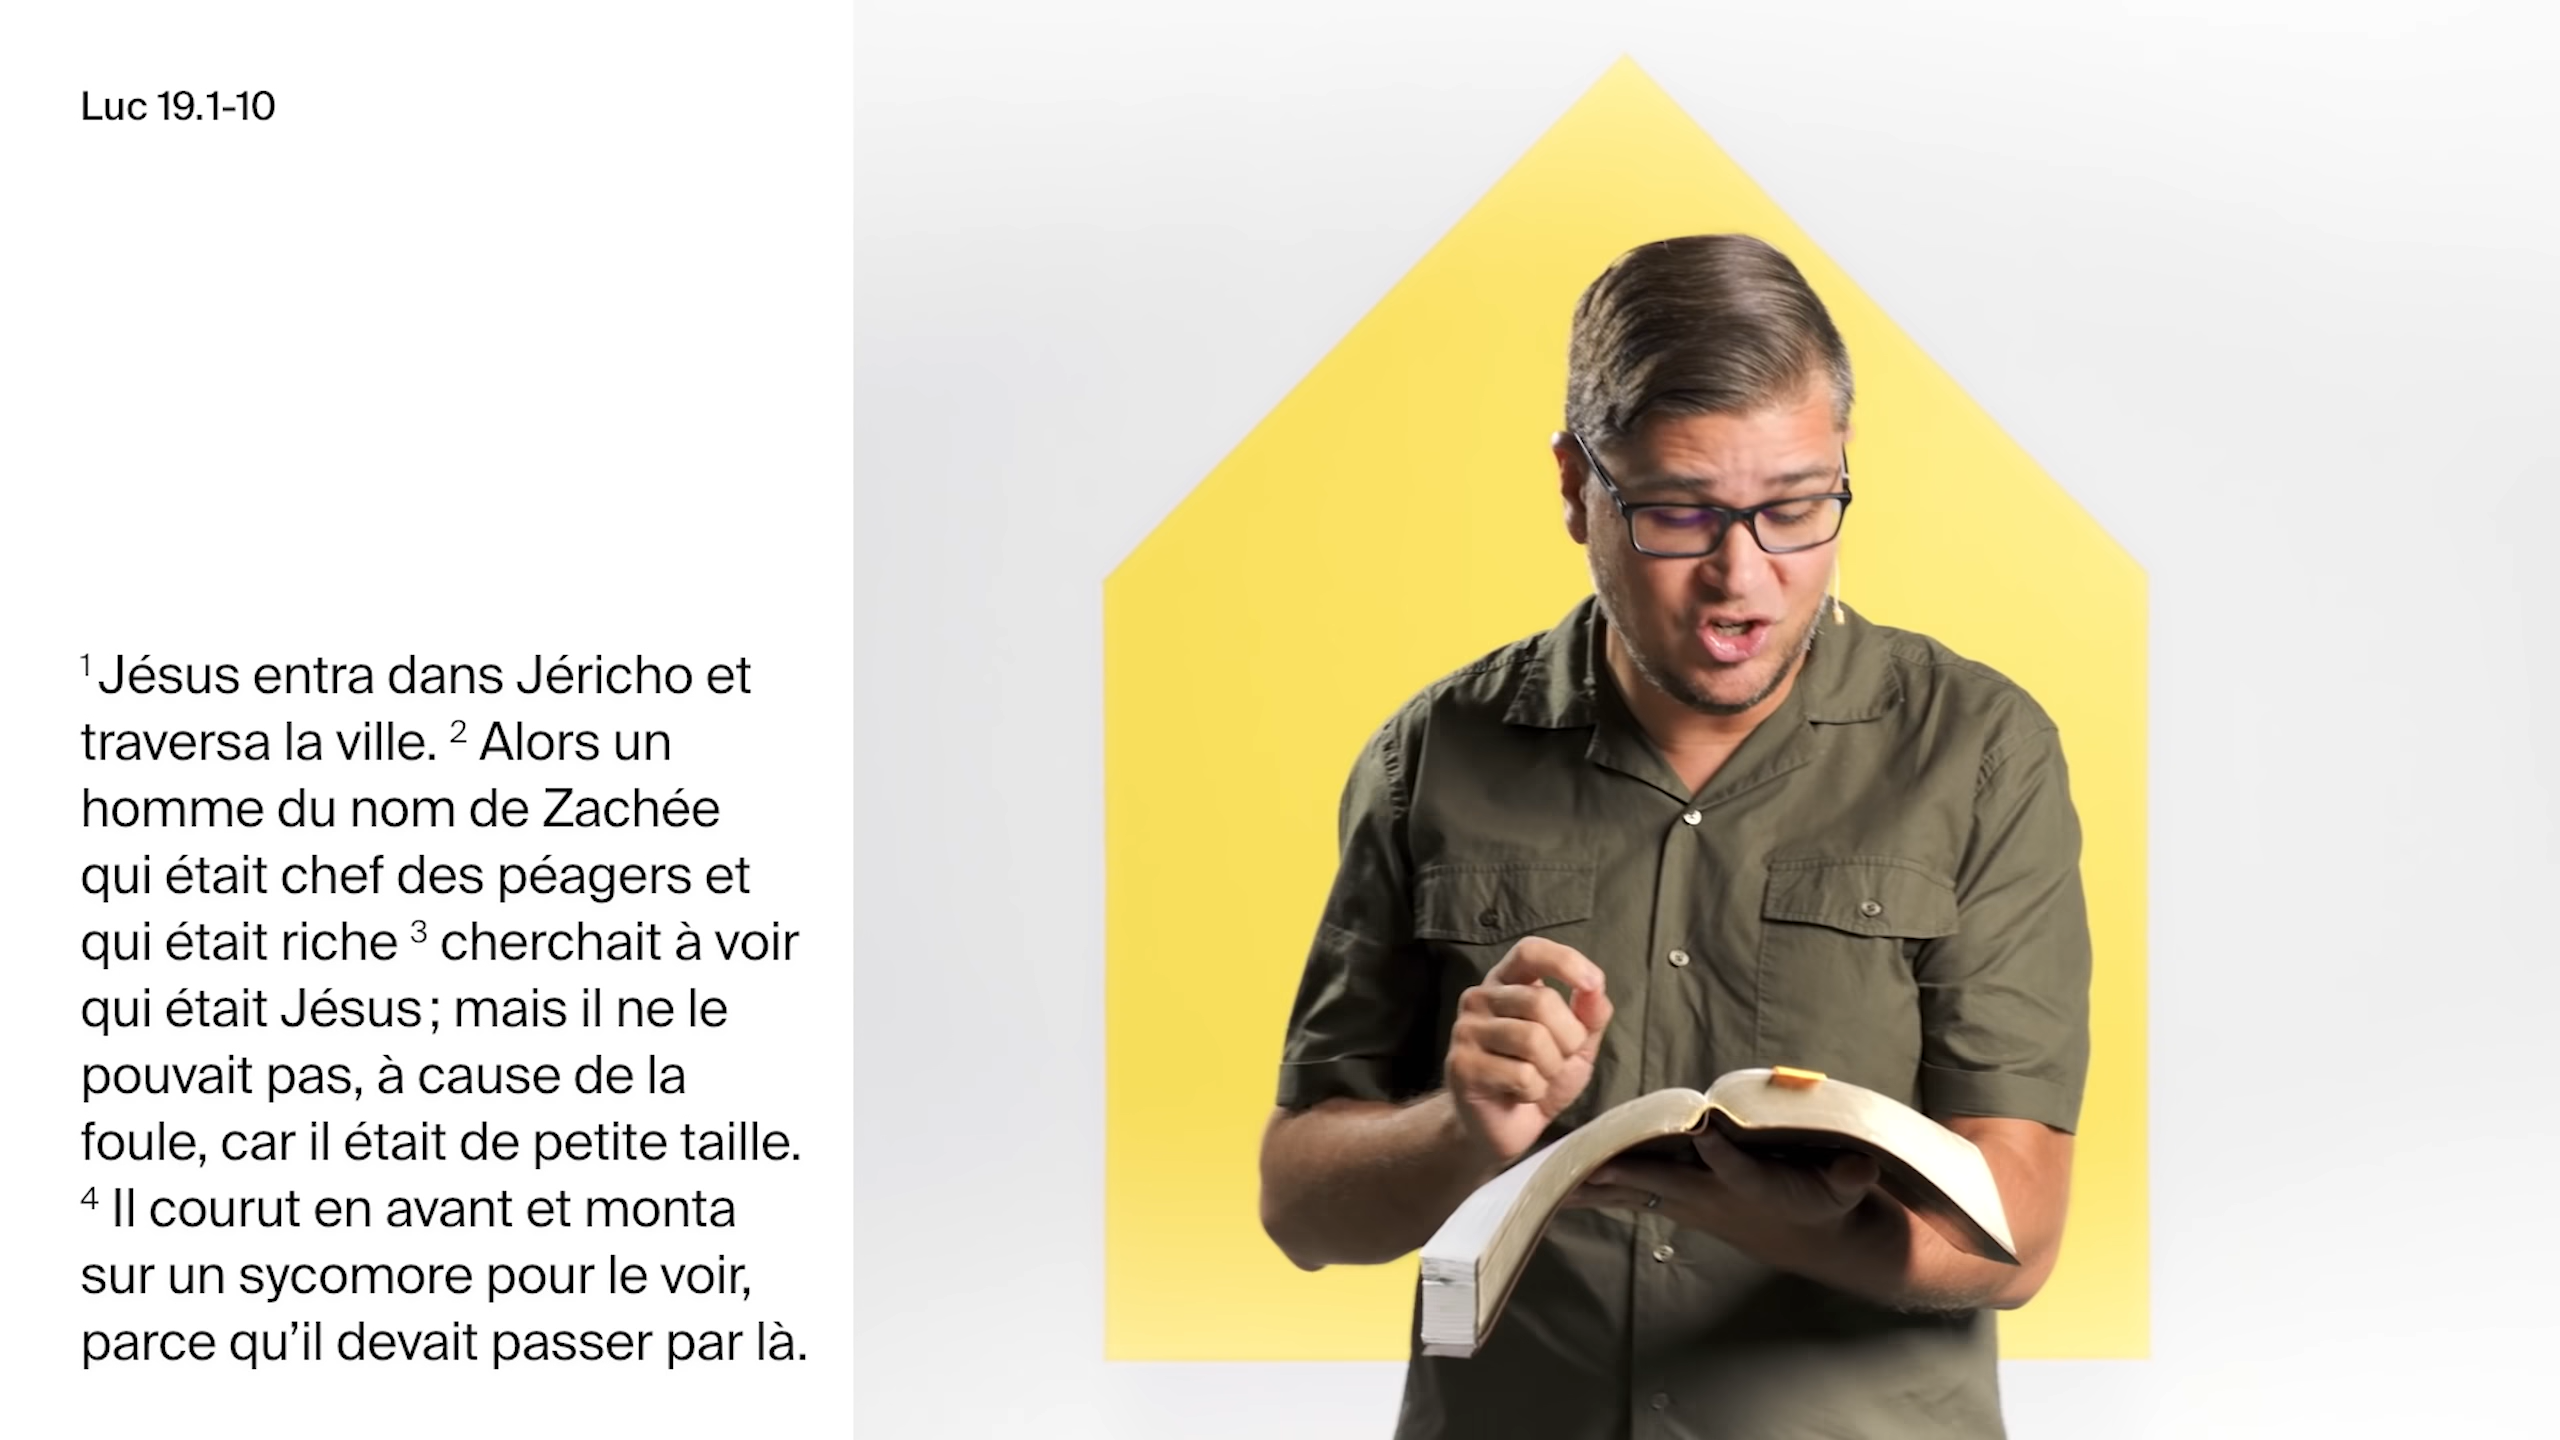 Luc 19.1-10
¹ Jésus entra dans Jéricho et
traversa la ville. ² Alors un
homme du nom de Zachée
qui était chef des péagers et
qui était riche ³ cherchait à voir
qui était Jésus ; mais il ne le
pouvait pas, à cause de la
foule, car il était de petite taille.
⁴ Il courut en avant et monta
sur un sycomore pour le voir,
parce qu’il devait passer par là.